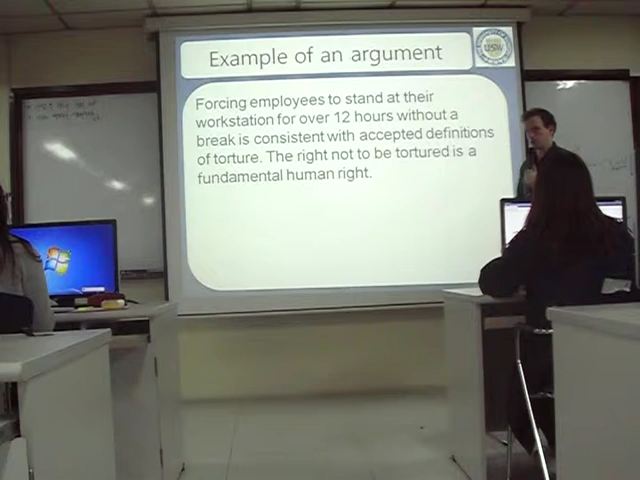 Example of an argument
Forcing employees to stand at their
workstation for over 12 hours without a
break is consistent with accepted definitions
of torture. The right not to be tortured is a
fundamental human right.